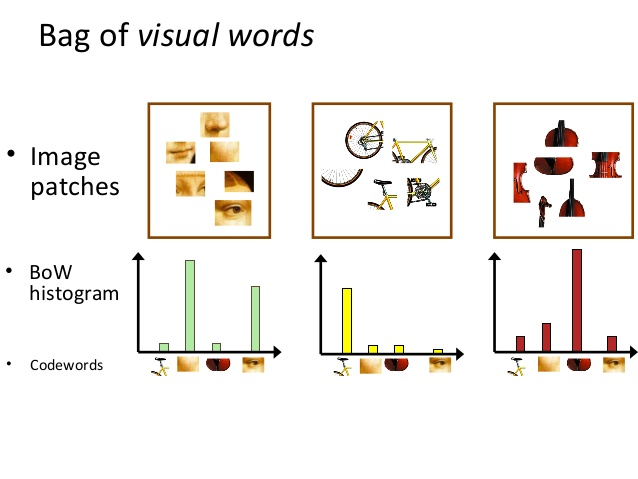 Bag of visual words
• Image
patches
• BoW
histogram
• Codewords